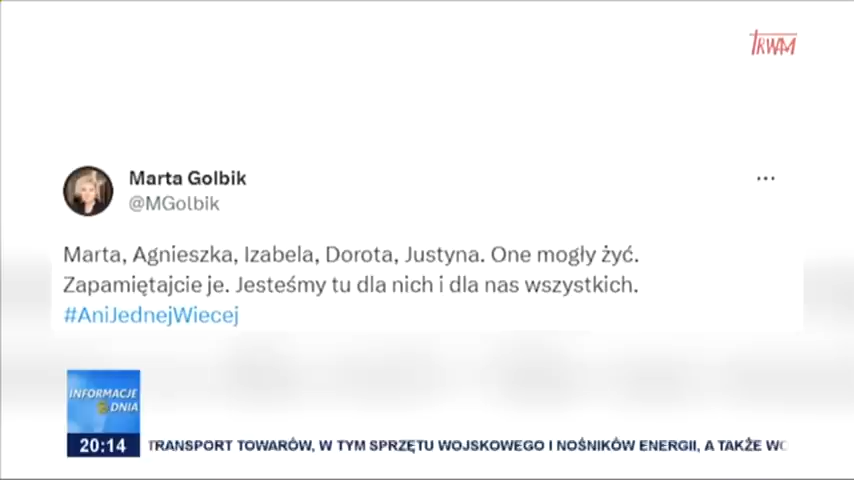 TRWAM
Marta Golbik
...
@MGolbik
Marta, Agnieszka, Izabela, Dorota, Justyna. One mogły żyć.
Zapamiętajcie je. Jesteśmy tu dla nich i dla nas wszystkich.
#AniJednejWiecej
INFORMACJE
DNIA
20:14
TRANSPORT TOWARÓW, W TYM SPRZĘTU WOJSKOWEGO I NOŚNIKÓW ENERGII, A TAKŻE